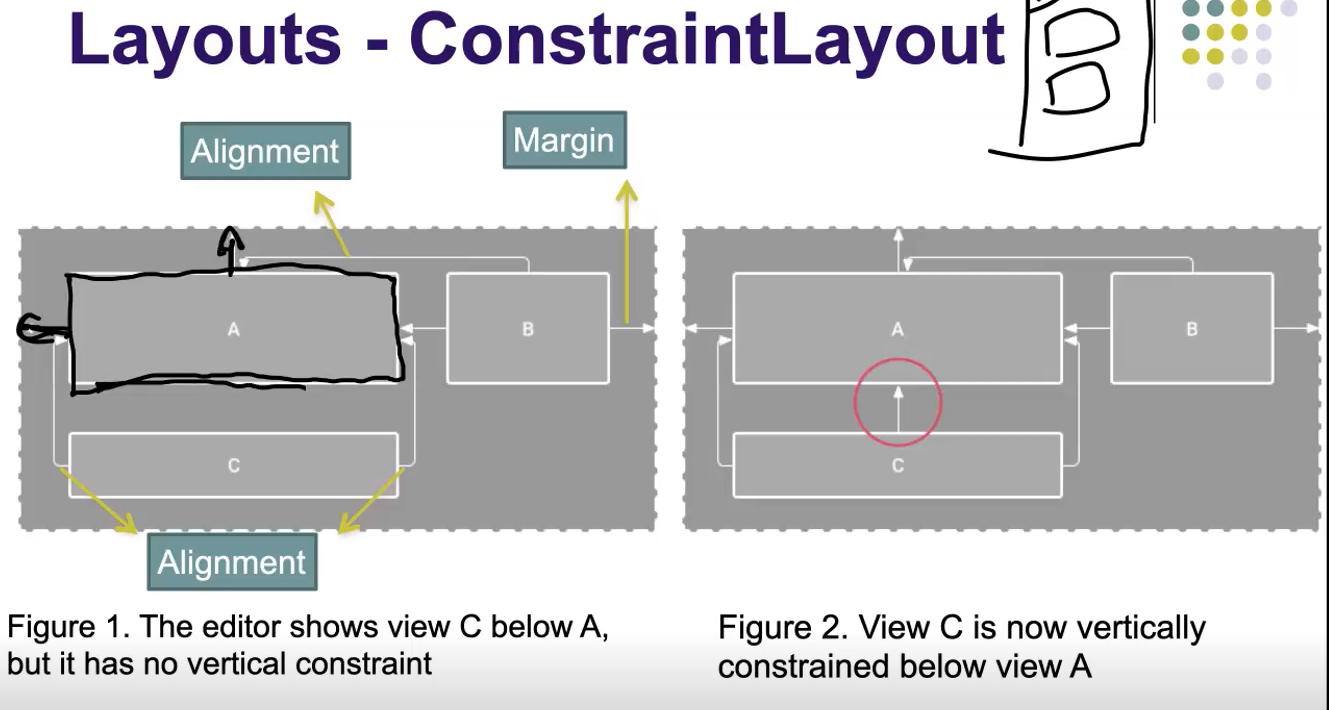 Layouts - ConstraintLayout
Alignment
Margin
A
B
C
A
B
C
Alignment
Figure 1. The editor shows view C below A,
but it has no vertical constraint
Figure 2. View C is now vertically
constrained below view A